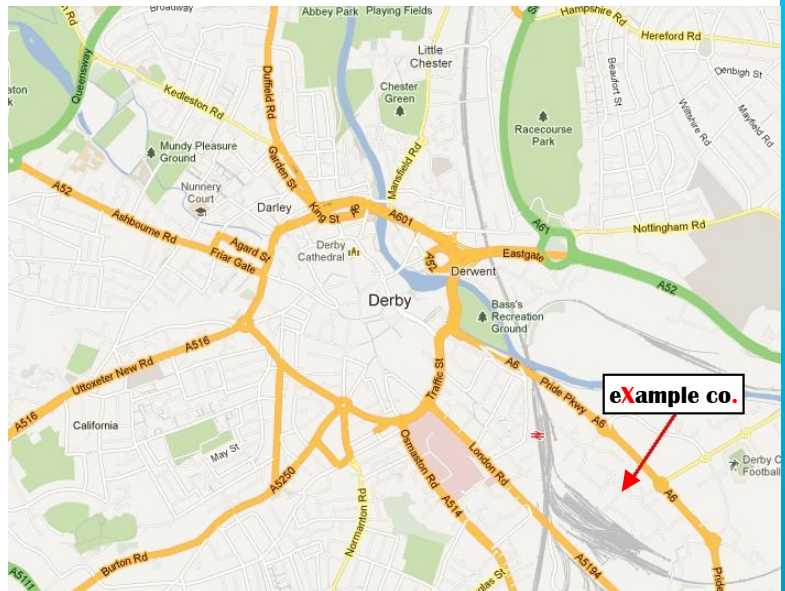 Broadway
Abbey Park
Playing Fields
Hampshire Rd
Hereford Rd
Little
Chester
Queensway
Duffield Rd
Kedleston Rd
Chester
Green
Beaufort St
Denbigh St
Wiltshire Rd
Mayfield Rd
Mundy Pleasure
Ground
Racecourse
Park
Garden St
Mansfield Rd
Nunnery
Court
A52
Darley
King St
A6
A601
A61
Nottingham Rd
Ashbourne Rd
Agard St
Friar Gate
Derby
Cathedral
A52
Eastgate
Derwent
A52
Derby
Bass's
Recreation
Ground
A516
Uttoxeter New Rd
Traffic St
A6
Pride Pkwy
eXample co.
A6
A516
California
May St
Osmaston Rd
London Rd
Derby C
Football
A5250
A514
A6
Normanton Rd
Burton Rd
A5111
A5194
Pride